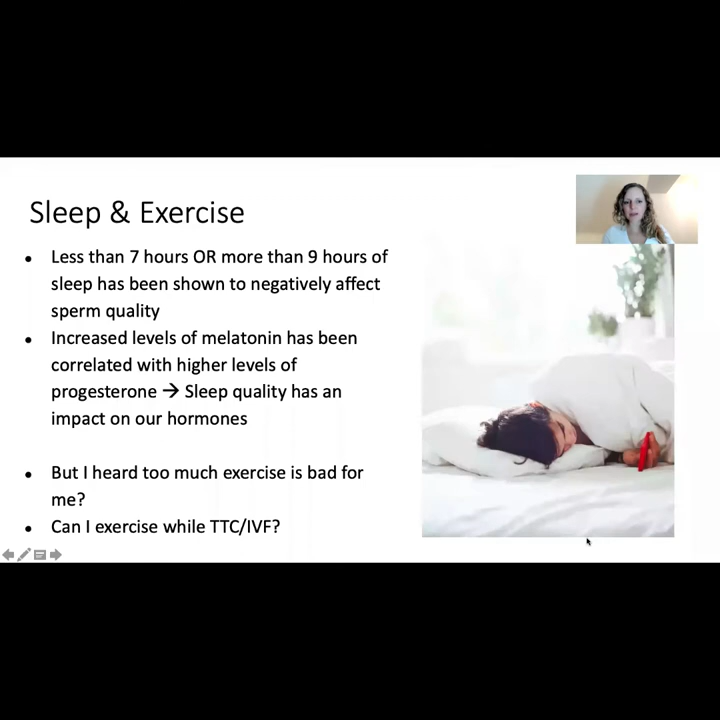 Sleep & Exercise
• Less than 7 hours OR more than 9 hours of
sleep has been shown to negatively affect
sperm quality
• Increased levels of melatonin has been
correlated with higher levels of
progesterone → Sleep quality has an
impact on our hormones
• But I heard too much exercise is bad for
me?
• Can I exercise while TTC/IVF?